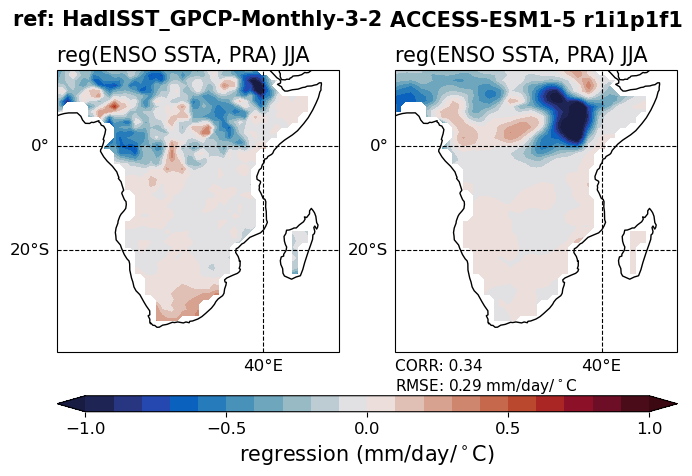 ref: HadISST_GPCP-Monthly-3-2 ACCESS-ESM1-5 r1i1p1f1
reg(ENSO SSTA, PRA) JJA reg(ENSO SSTA, PRA) JJA
0° 0°
20°S 20°S
40°E 40°E
CORR: 0.34
RMSE: 0.29 mm/day/°C
−1.0 −0.5 0.0 0.5 1.0
regression (mm/day/°C)